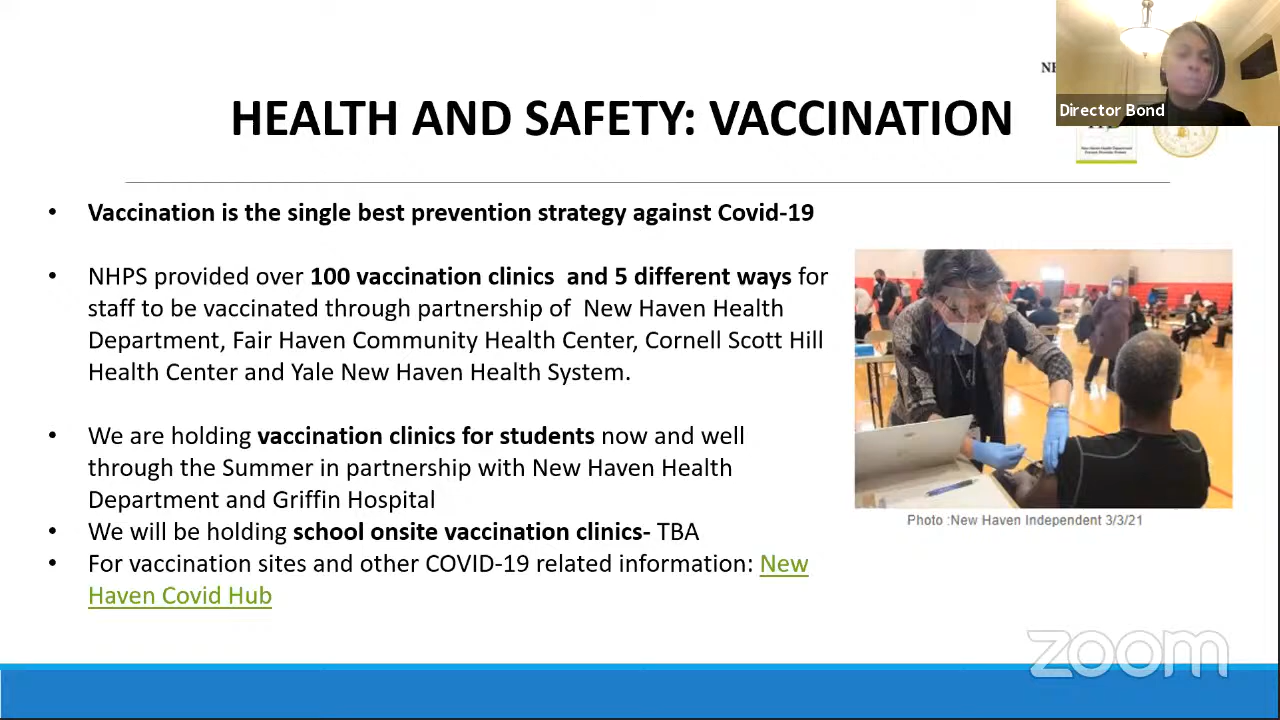 HEALTH AND SAFETY: VACCINATION
Director Bond
• Vaccination is the single best prevention strategy against Covid-19
• NHPS provided over 100 vaccination clinics and 5 different ways for
staff to be vaccinated through partnership of New Haven Health
Department, Fair Haven Community Health Center, Cornell Scott Hill
Health Center and Yale New Haven Health System.
• We are holding vaccination clinics for students now and well
through the Summer in partnership with New Haven Health
Department and Griffin Hospital
• We will be holding school onsite vaccination clinics- TBA
• For vaccination sites and other COVID-19 related information: New
Haven Covid Hub
Photo :New Haven Independent 3/3/21
zoom